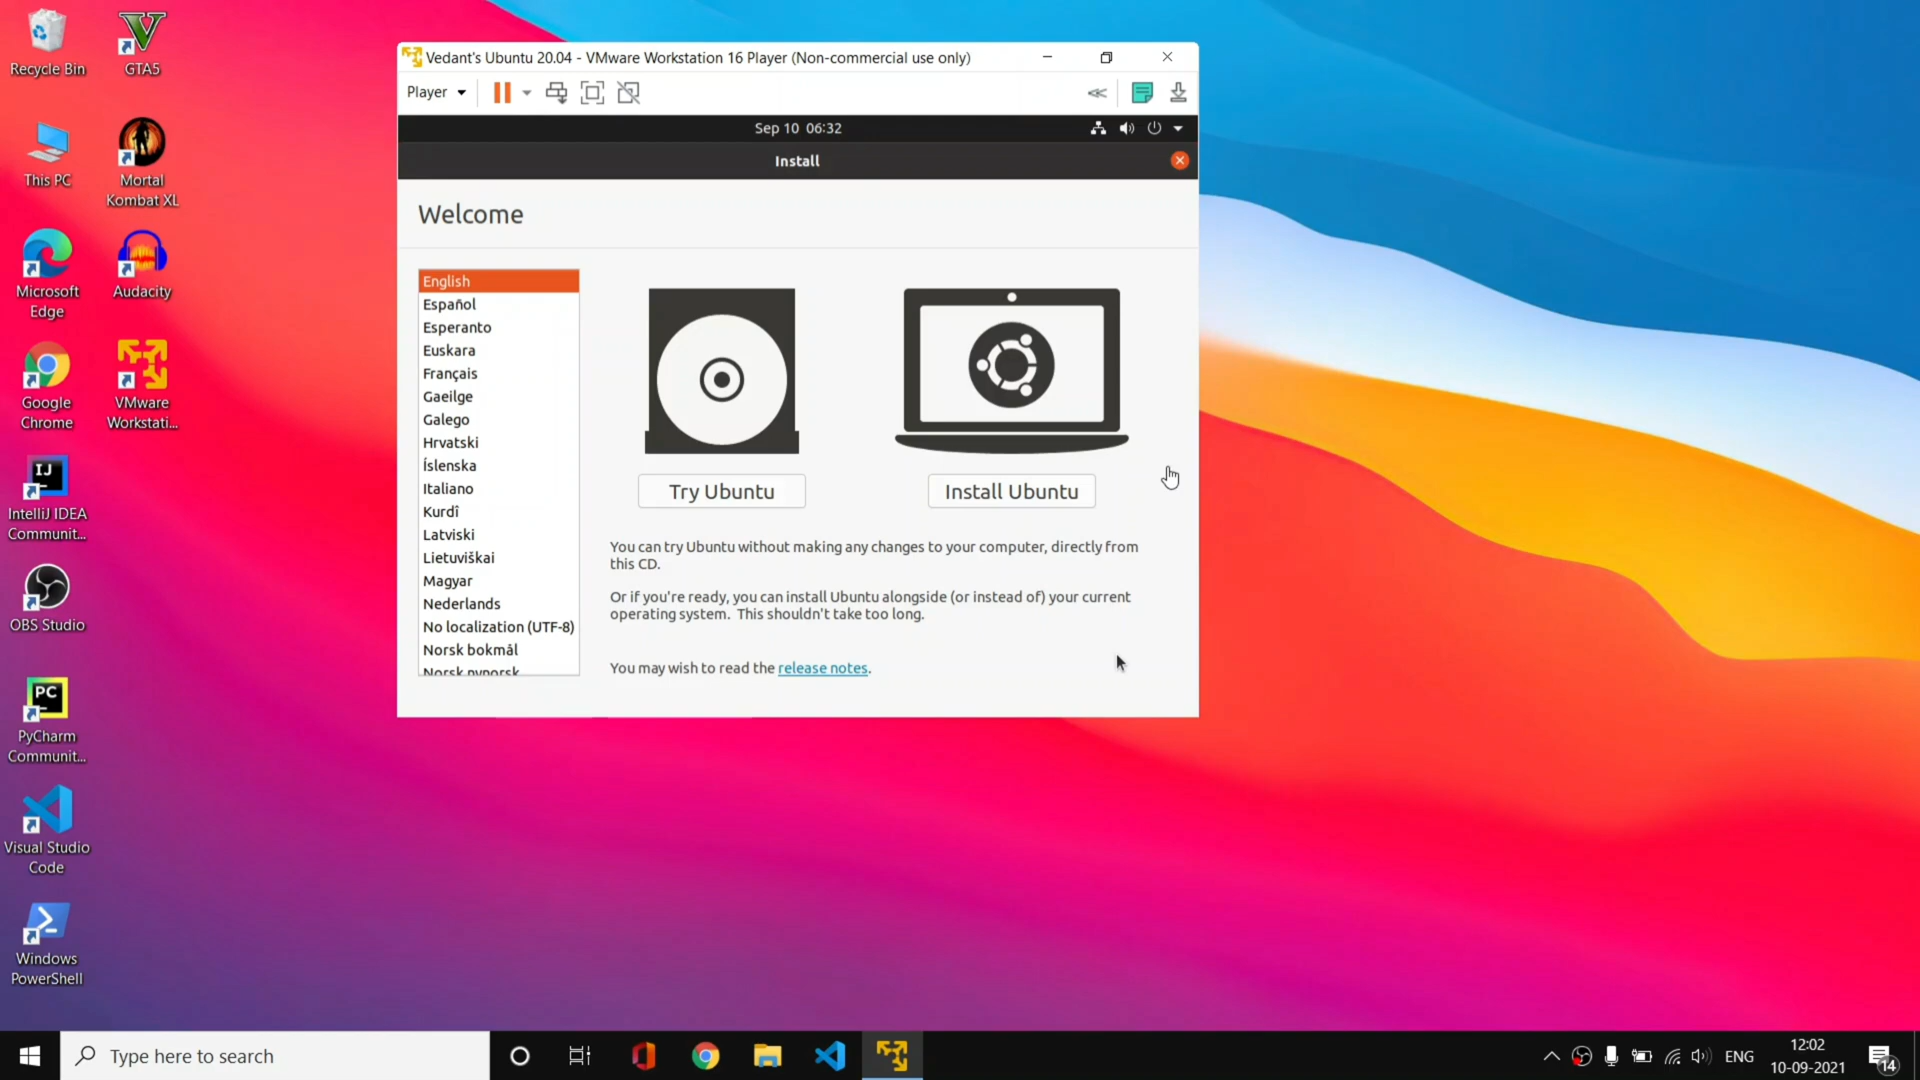 Recycle Bin
GTA5
This PC
Mortal
Kombat XL
Microsoft
Edge
Audacity
Google
Chrome
VMware
Workstati...
IJ
IntelliJ IDEA
Communit...
OBS Studio
PC
PyCharm
Communit...
Visual Studio
Code
Windows
PowerShell
Vedant's Ubuntu 20.04 - VMware Workstation 16 Player (Non-commercial use only)
Player
Sep 10 06:32
Install
Welcome
English
Español
Esperanto
Euskara
Français
Gaeilge
Galego
Hrvatski
Íslenska
Italiano
Kurdî
Latviski
Lietuviškai
Magyar
Nederlands
No localization (UTF-8)
Norsk bokmål
Norsk nynorsk
Try Ubuntu
Install Ubuntu
You can try Ubuntu without making any changes to your computer, directly from
this CD.
Or if you're ready, you can install Ubuntu alongside (or instead of) your current
operating system. This shouldn't take too long.
You may wish to read the release notes.
Type here to search
ENG
12:02
10-09-2021
14